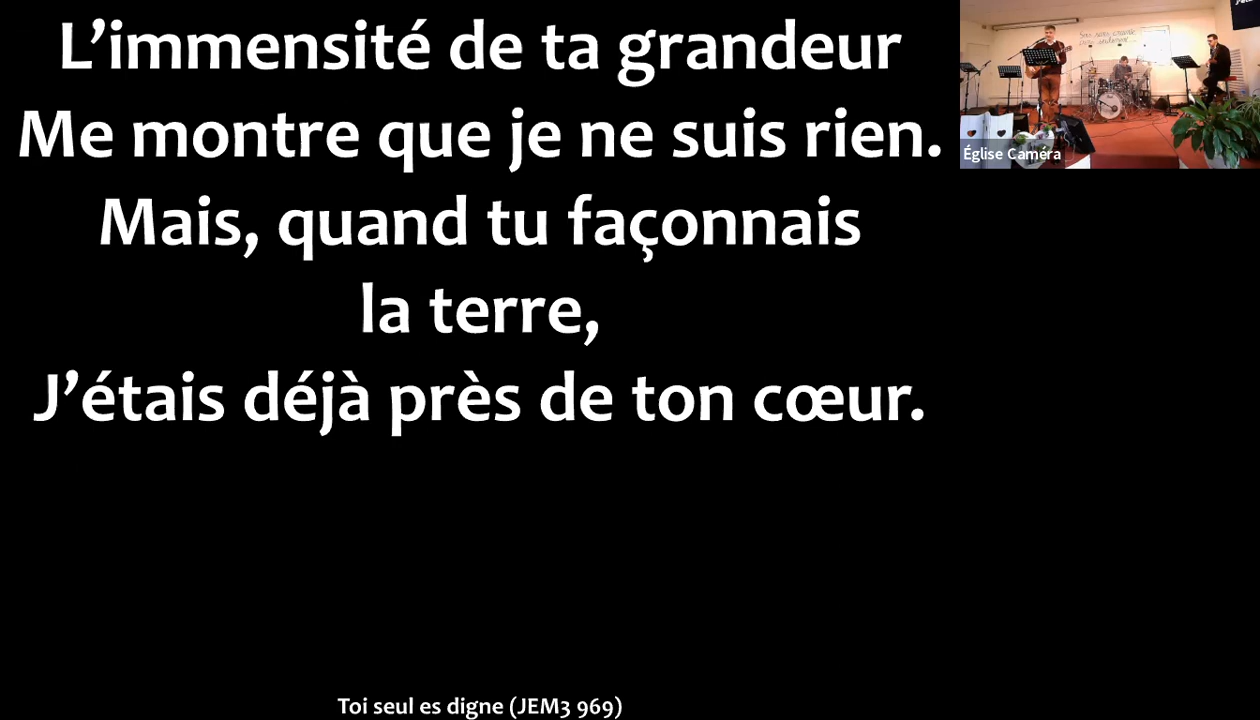 L’immensité de ta grandeur
Me montre que je ne suis rien.
Mais, quand tu façonnais
la terre,
J’étais déjà près de ton cœur.
Église Caméra
Toi seul es digne (JEM3 969)